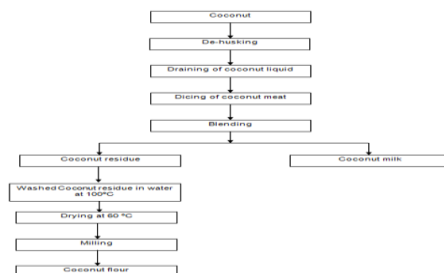 Coconut
De-husking
Draining of coconut liquid
Dicing of coconut meat
Blending
Coconut residue
Coconut milk
Washed Coconut residue in water
at 100ºC
Drying at 60 ºC
Milling
Coconut flour